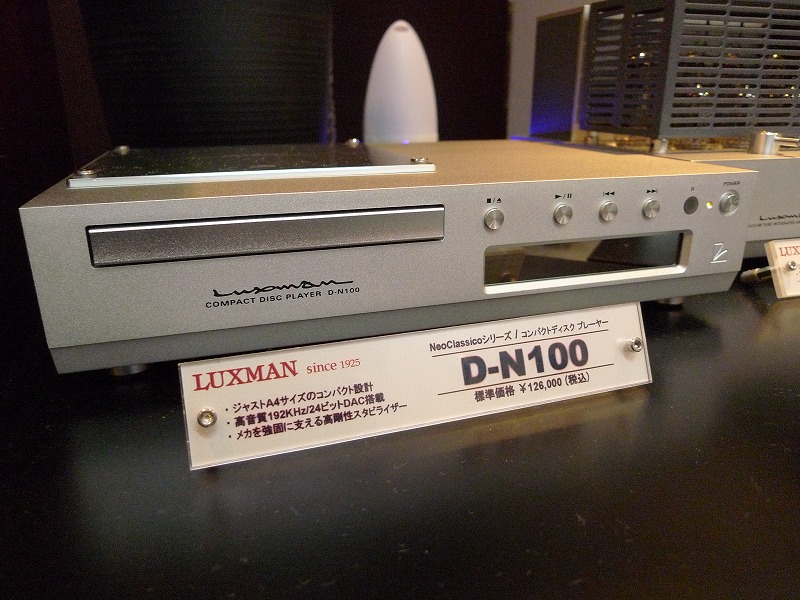 ■/▲
▶/❙❙
|◀◀
▶▶|
R
POWER
Luxman
COMPACT DISC PLAYER D-N100
LUXMAN since 1925
・ジャストA4サイズのコンパクト設計
・高音質192KHz/24ビットDAC搭載
・メカを強固に支える高剛性スタビライザー
NeoClassicoシリーズ / コンパクトディスク プレーヤー
D-N100
標準価格 ¥126,000 (税込)
Luxman
LUX